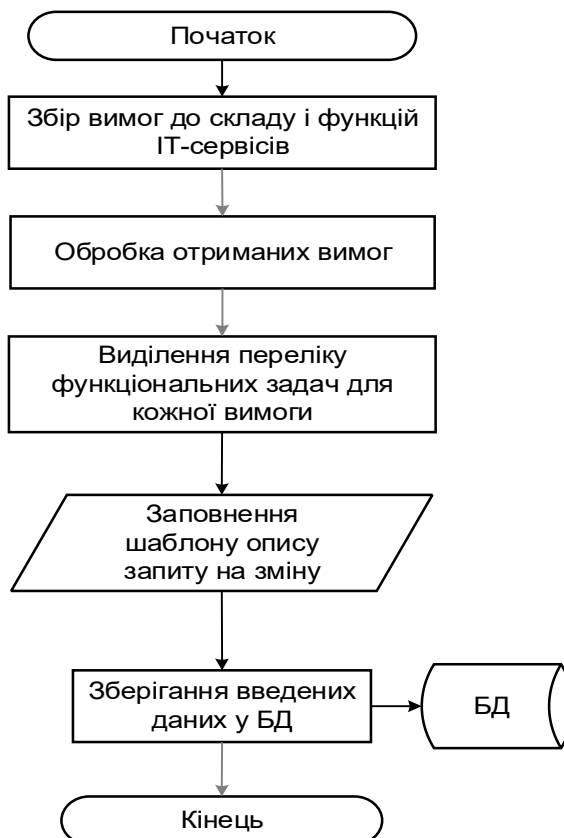 Початок
Збір вимог до складу і функцій
ІТ-сервісів
Обробка отриманих вимог
Виділення переліку
функціональних задач для
кожної вимоги
Заповнення
шаблону опису
запиту на зміну
Зберігання введених
даних у БД
БД
Кінець